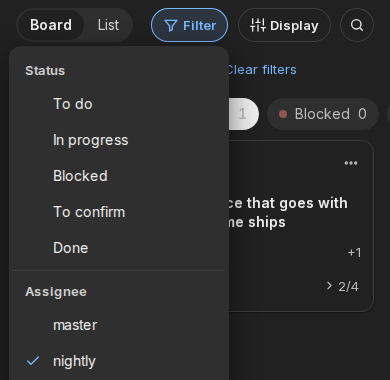 Board List Filter Display
Clear filters
Status
To do
1 Blocked 0
In progress
Blocked
ce that goes with
To confirm
me ships
Done
+1
2/4
Assignee
master
nightly